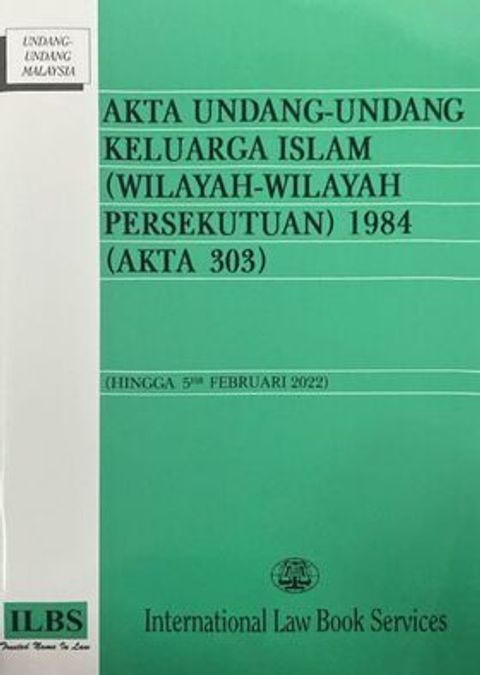 UNDANG-
UNDANG
MALAYSIA
AKTA UNDANG-UNDANG
KELUARGA ISLAM
(WILAYAH-WILAYAH
PERSEKUTUAN) 1984
(AKTA 303)
(HINGGA 5HB FEBRUARI 2022)
ILBS
Trusted Name In Law
International Law Book Services